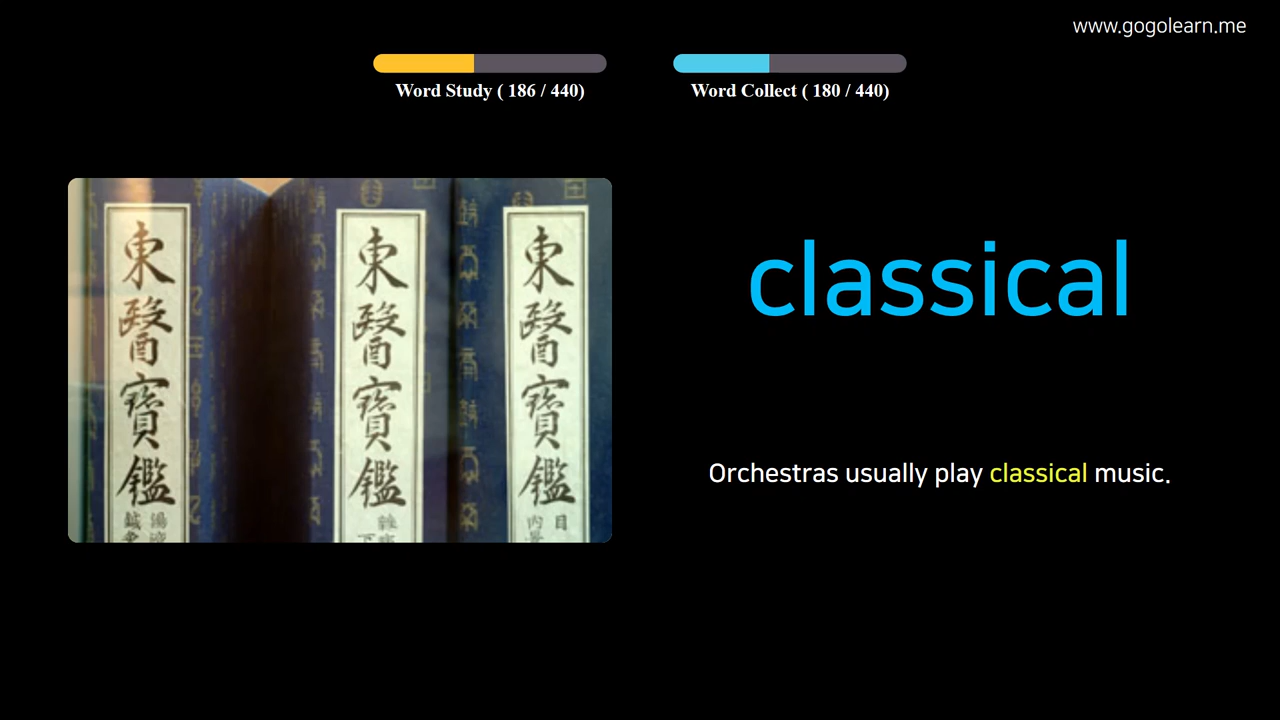 www.gogolearn.me
Word Study ( 186 / 440)
Word Collect ( 180 / 440)
東醫寶鑑
東醫寶鑑
東醫寶鑑
classical
Orchestras usually play classical music.